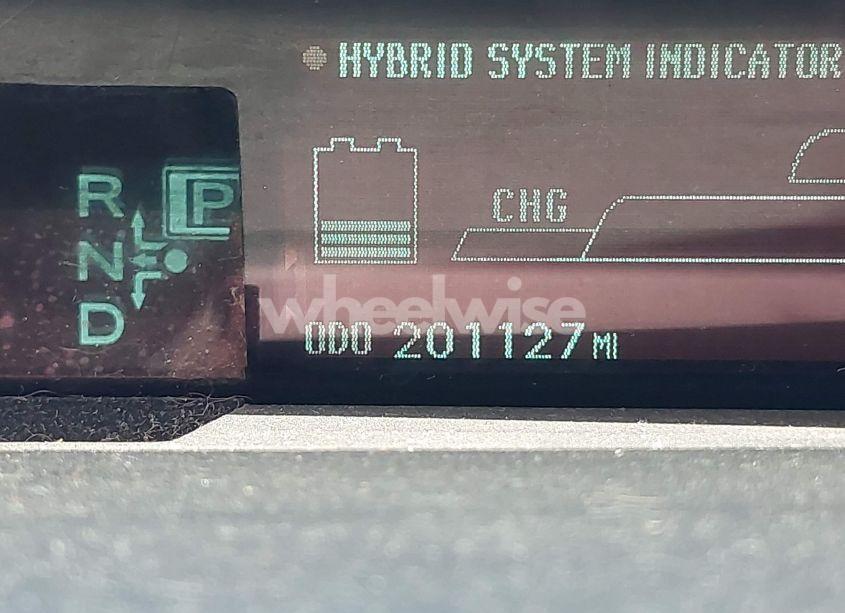 HYBRID SYSTEM INDICATOR
R P
CHG
N
D
wheelwise
ODO 201127 MI